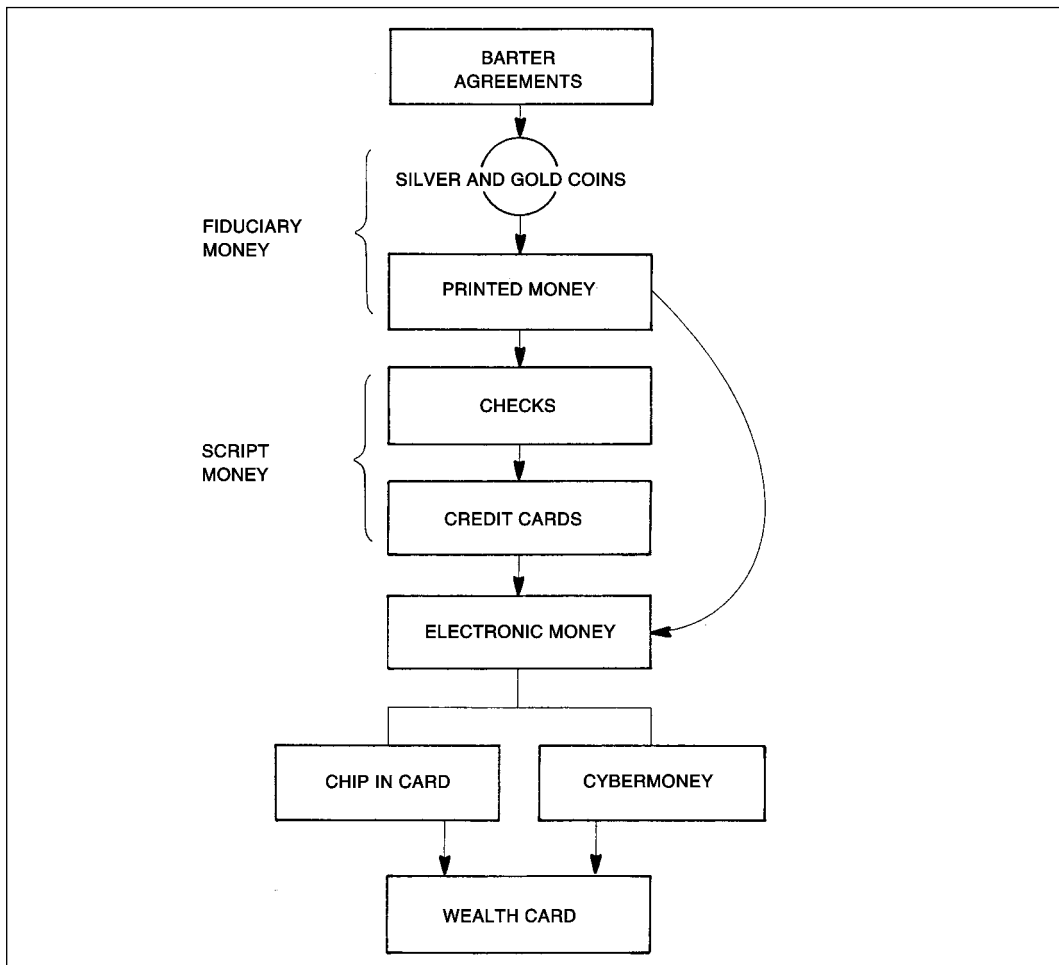 BARTER
AGREEMENTS
SILVER AND GOLD COINS
FIDUCIARY
MONEY
PRINTED MONEY
CHECKS
SCRIPT
MONEY
CREDIT CARDS
ELECTRONIC MONEY
CHIP IN CARD
CYBERMONEY
WEALTH CARD